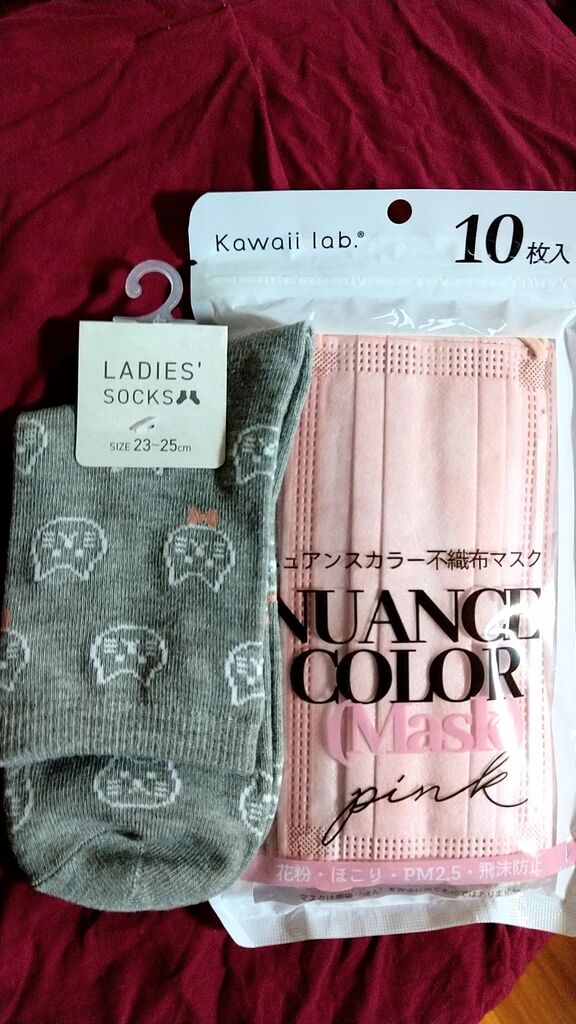 LADIES'
SOCKS
SIZE 23~25cm
Kawaii lab.®
10枚入
ュアンスカラー不織布マスク
NUANCE
COLOR
(Mask)
pink
花粉・ほこり・PM2.5・飛沫防止